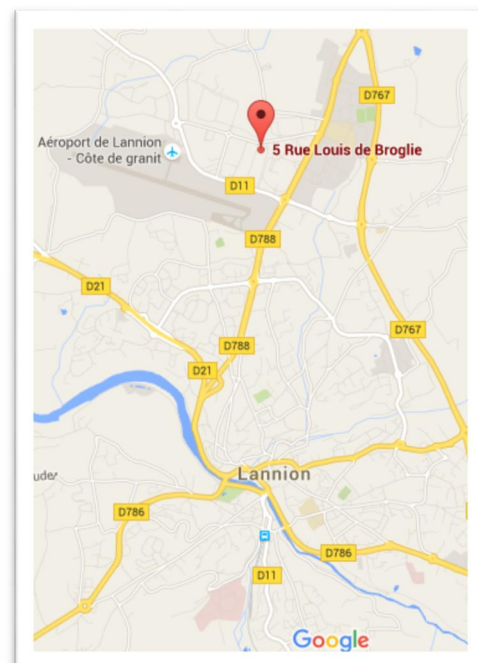 D767
Aéroport de Lannion
- Côte de granit
5 Rue Louis de Broglie
D11
D788
D21
D767
D788
D21
Lannion
D786
D786
D11
Google